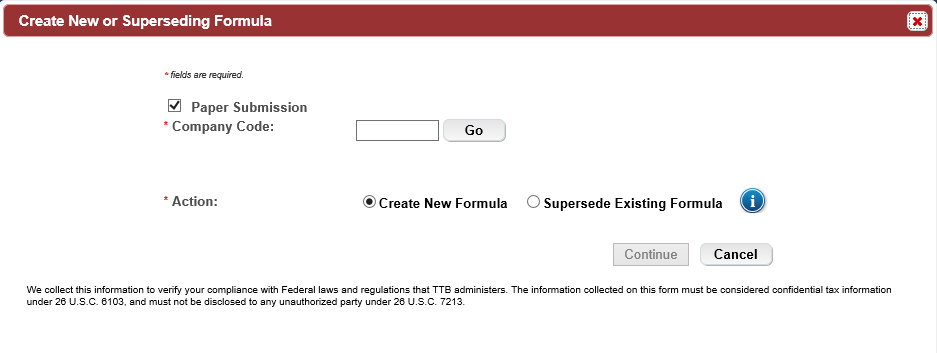 Create New or Superseding Formula
* fields are required.
Paper Submission
* Company Code:
Go
* Action:
Create New Formula
Supersede Existing Formula
i
Continue
Cancel
We collect this information to verify your compliance with Federal laws and regulations that TTB administers. The information collected on this form must be considered confidential tax information
under 26 U.S.C. 6103, and must not be disclosed to any unauthorized party under 26 U.S.C. 7213.